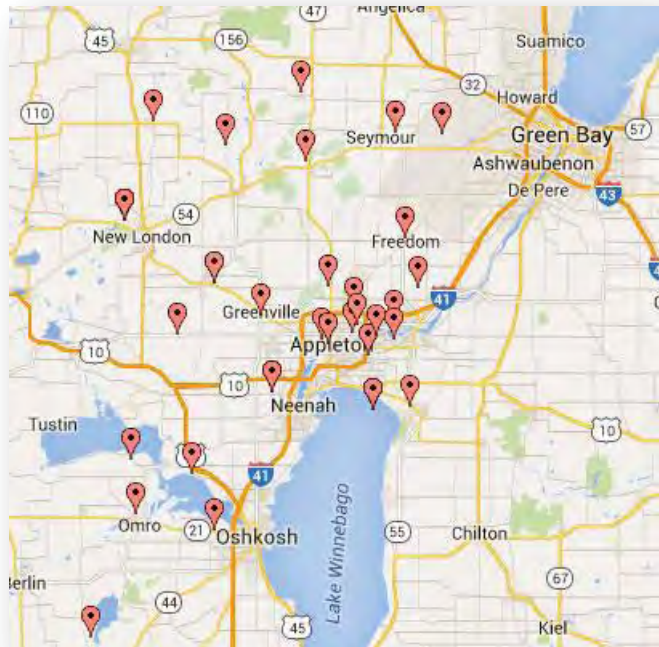 Angelica
47
45
156
Suamico
32
Howard
110
Seymour
Green Bay
57
Ashwaubenon
De Pere
43
54
New London
Freedom
41
Greenville
Appleton
10
10
Neenah
Tustin
10
41
Omro
21
Oshkosh
55
Chilton
Lake Winnebago
67
44
45
Kiel